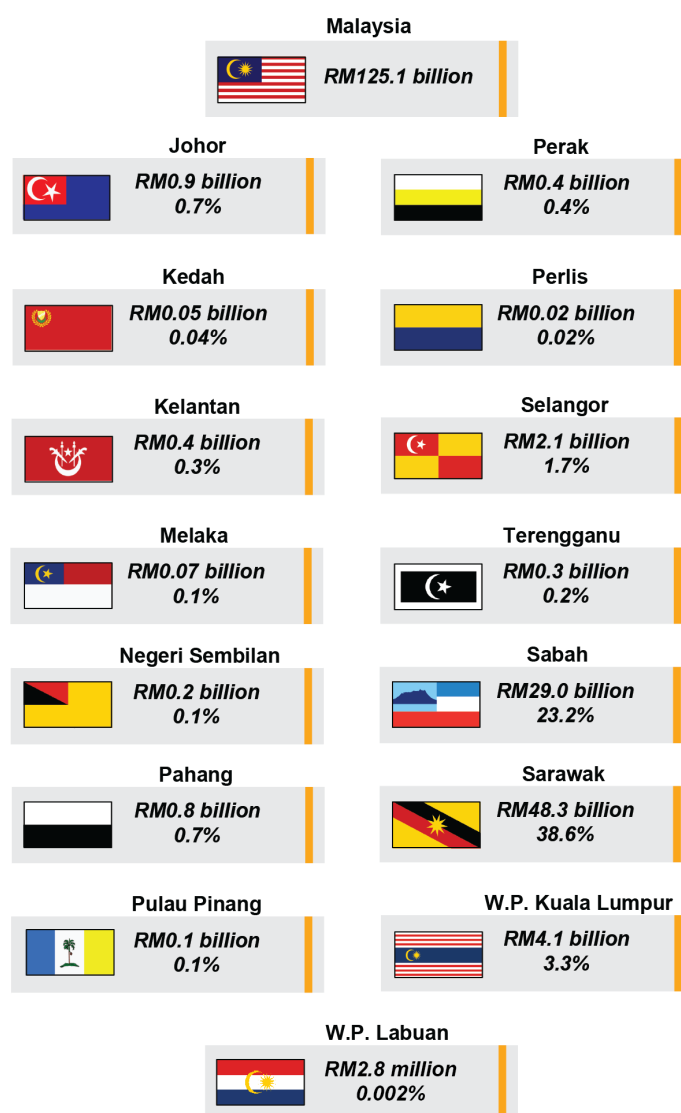 Malaysia
RM125.1 billion
Johor
RM0.9 billion
0.7%
Perak
RM0.4 billion
0.4%
Kedah
RM0.05 billion
0.04%
Perlis
RM0.02 billion
0.02%
Kelantan
RM0.4 billion
0.3%
Selangor
RM2.1 billion
1.7%
Melaka
RM0.07 billion
0.1%
Terengganu
RM0.3 billion
0.2%
Negeri Sembilan
RM0.2 billion
0.1%
Sabah
RM29.0 billion
23.2%
Pahang
RM0.8 billion
0.7%
Sarawak
RM48.3 billion
38.6%
Pulau Pinang
RM0.1 billion
0.1%
W.P. Kuala Lumpur
RM4.1 billion
3.3%
W.P. Labuan
RM2.8 million
0.002%